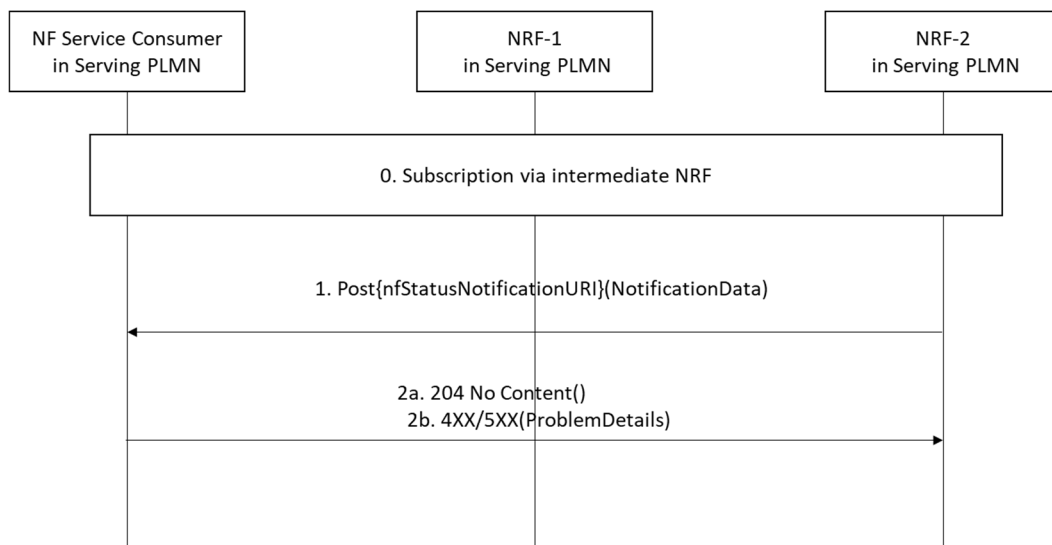 NF Service Consumer
in Serving PLMN
NRF-1
in Serving PLMN
NRF-2
in Serving PLMN
0. Subscription via intermediate NRF
1. Post{nfStatusNotificationURI}(NotificationData)
2a. 204 No Content()
2b. 4XX/5XX(ProblemDetails)